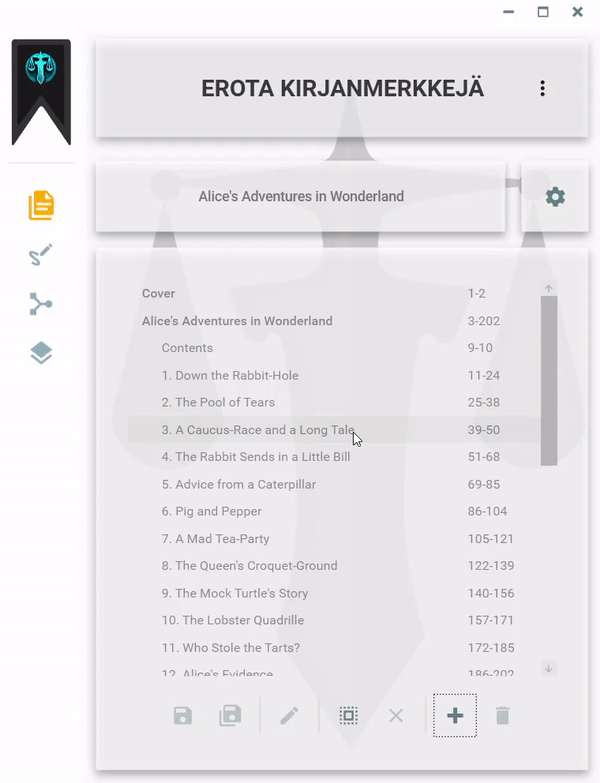 EROTA KIRJANMERKKEJÄ
Alice's Adventures in Wonderland
Cover 1-2
Alice's Adventures in Wonderland 3-202
Contents 9-10
1. Down the Rabbit-Hole 11-24
2. The Pool of Tears 25-38
3. A Caucus-Race and a Long Tale 39-50
4. The Rabbit Sends in a Little Bill 51-68
5. Advice from a Caterpillar 69-85
6. Pig and Pepper 86-104
7. A Mad Tea-Party 105-121
8. The Queen's Croquet-Ground 122-139
9. The Mock Turtle's Story 140-156
10. The Lobster Quadrille 157-171
11. Who Stole the Tarts? 172-185
12. Alice's Evidence 186-202